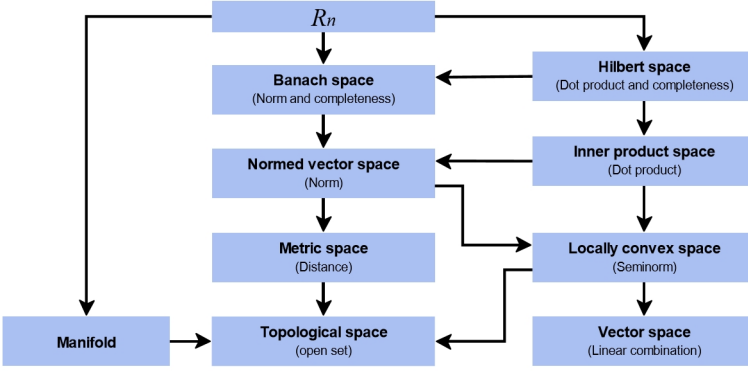 Rn
Banach space
(Norm and completeness)
Hilbert space
(Dot product and completeness)
Normed vector space
(Norm)
Inner product space
(Dot product)
Metric space
(Distance)
Locally convex space
(Seminorm)
Manifold
Topological space
(open set)
Vector space
(Linear combination)